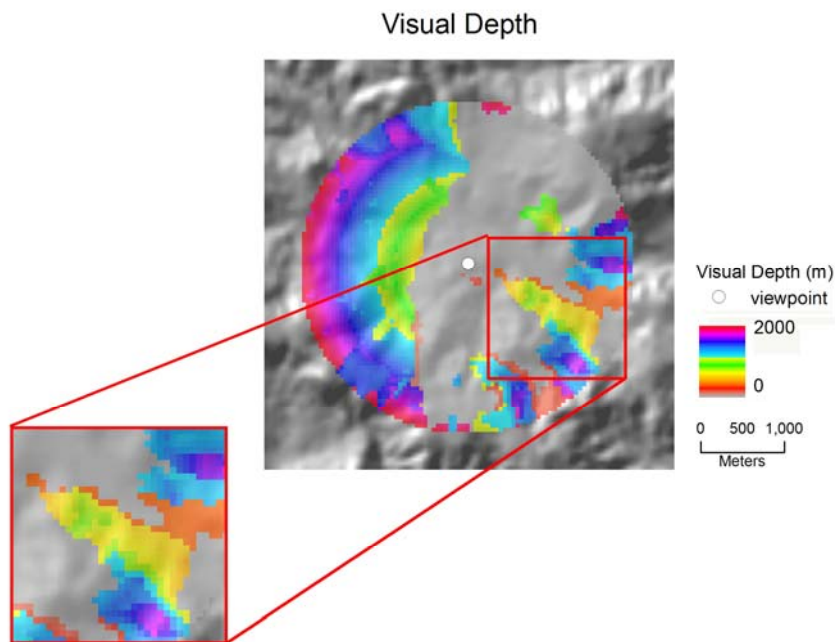 Visual Depth
Visual Depth (m)
viewpoint
2000
0
0 500 1,000
Meters